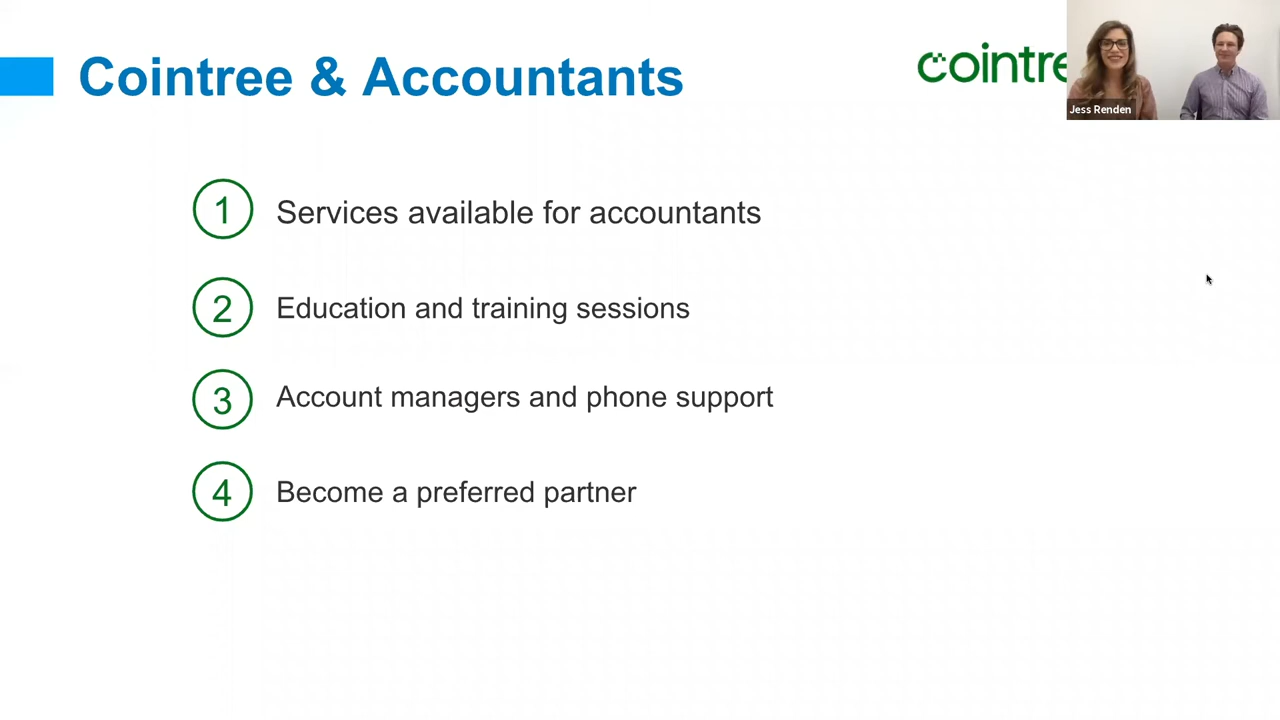 Cointree & Accountants
cointre
Jess Renden
1 Services available for accountants
2 Education and training sessions
3 Account managers and phone support
4 Become a preferred partner